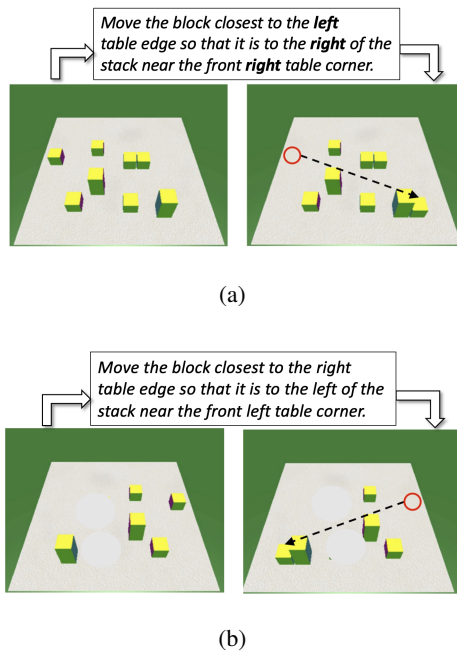 Move the block closest to the left
table edge so that it is to the right of the
stack near the front right table corner.
(a)
Move the block closest to the right
table edge so that it is to the left of the
stack near the front left table corner.
(b)